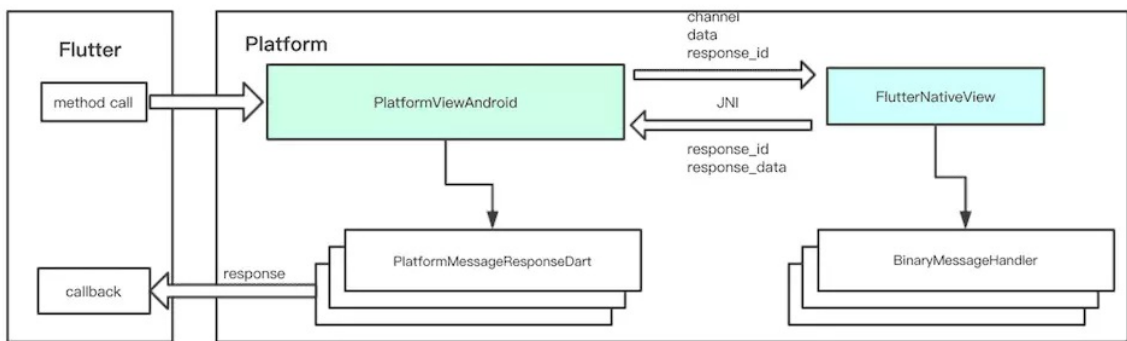 Flutter
method call
callback
Platform
PlatformViewAndroid
channel
data
response_id
JNI
response_id
response_data
FlutterNativeView
response
PlatformMessageResponseDart
BinaryMessageHandler